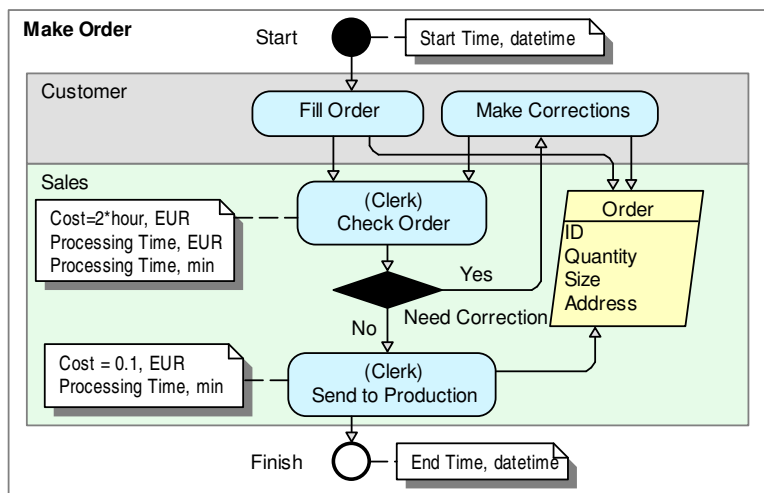 Make Order
Start
Start Time, datetime
Customer
Fill Order
Make Corrections
Sales
(Clerk)
Check Order
Cost=2*hour, EUR
Processing Time, EUR
Processing Time, min
Order
ID
Quantity
Size
Address
Yes
Need Correction
No
Cost = 0.1, EUR
Processing Time, min
(Clerk)
Send to Production
Finish
End Time, datetime